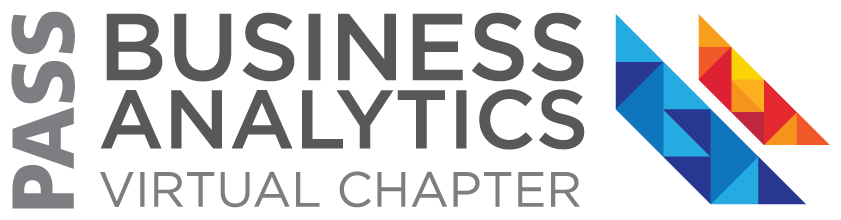 PASS
BUSINESS
ANALYTICS
VIRTUAL CHAPTER